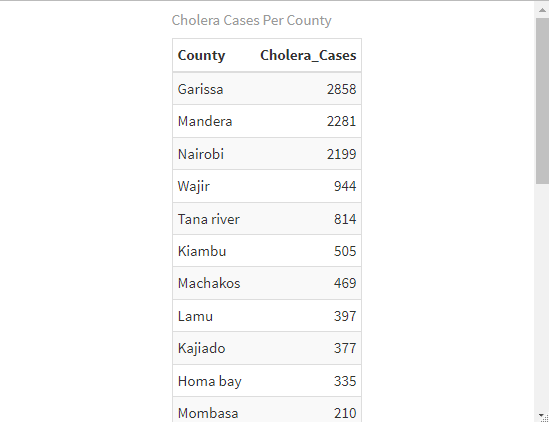 Cholera Cases Per County
County Cholera_Cases
Garissa 2858
Mandera 2281
Nairobi 2199
Wajir 944
Tana river 814
Kiambu 505
Machakos 469
Lamu 397
Kajiado 377
Homa bay 335
Mombasa 210